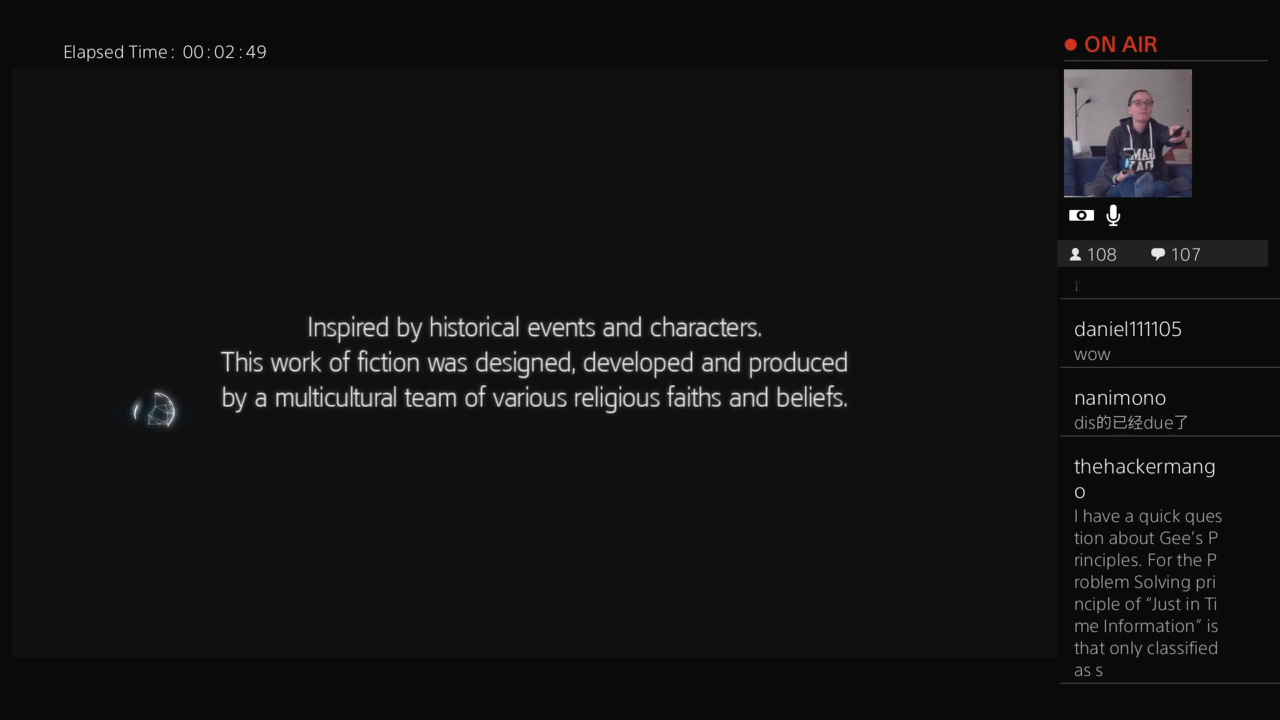 Elapsed Time: 00:02:49
ON AIR
108
107
daniel111105
wow
nanimono
dis的已经due了
thehackermang
o
I have a quick ques
tion about Gee's P
rinciples. For the P
roblem Solving pri
nciple of “Just in Ti
me Information” is
that only classified
as s
Inspired by historical events and characters.
This work of fiction was designed, developed and produced
by a multicultural team of various religious faiths and beliefs.